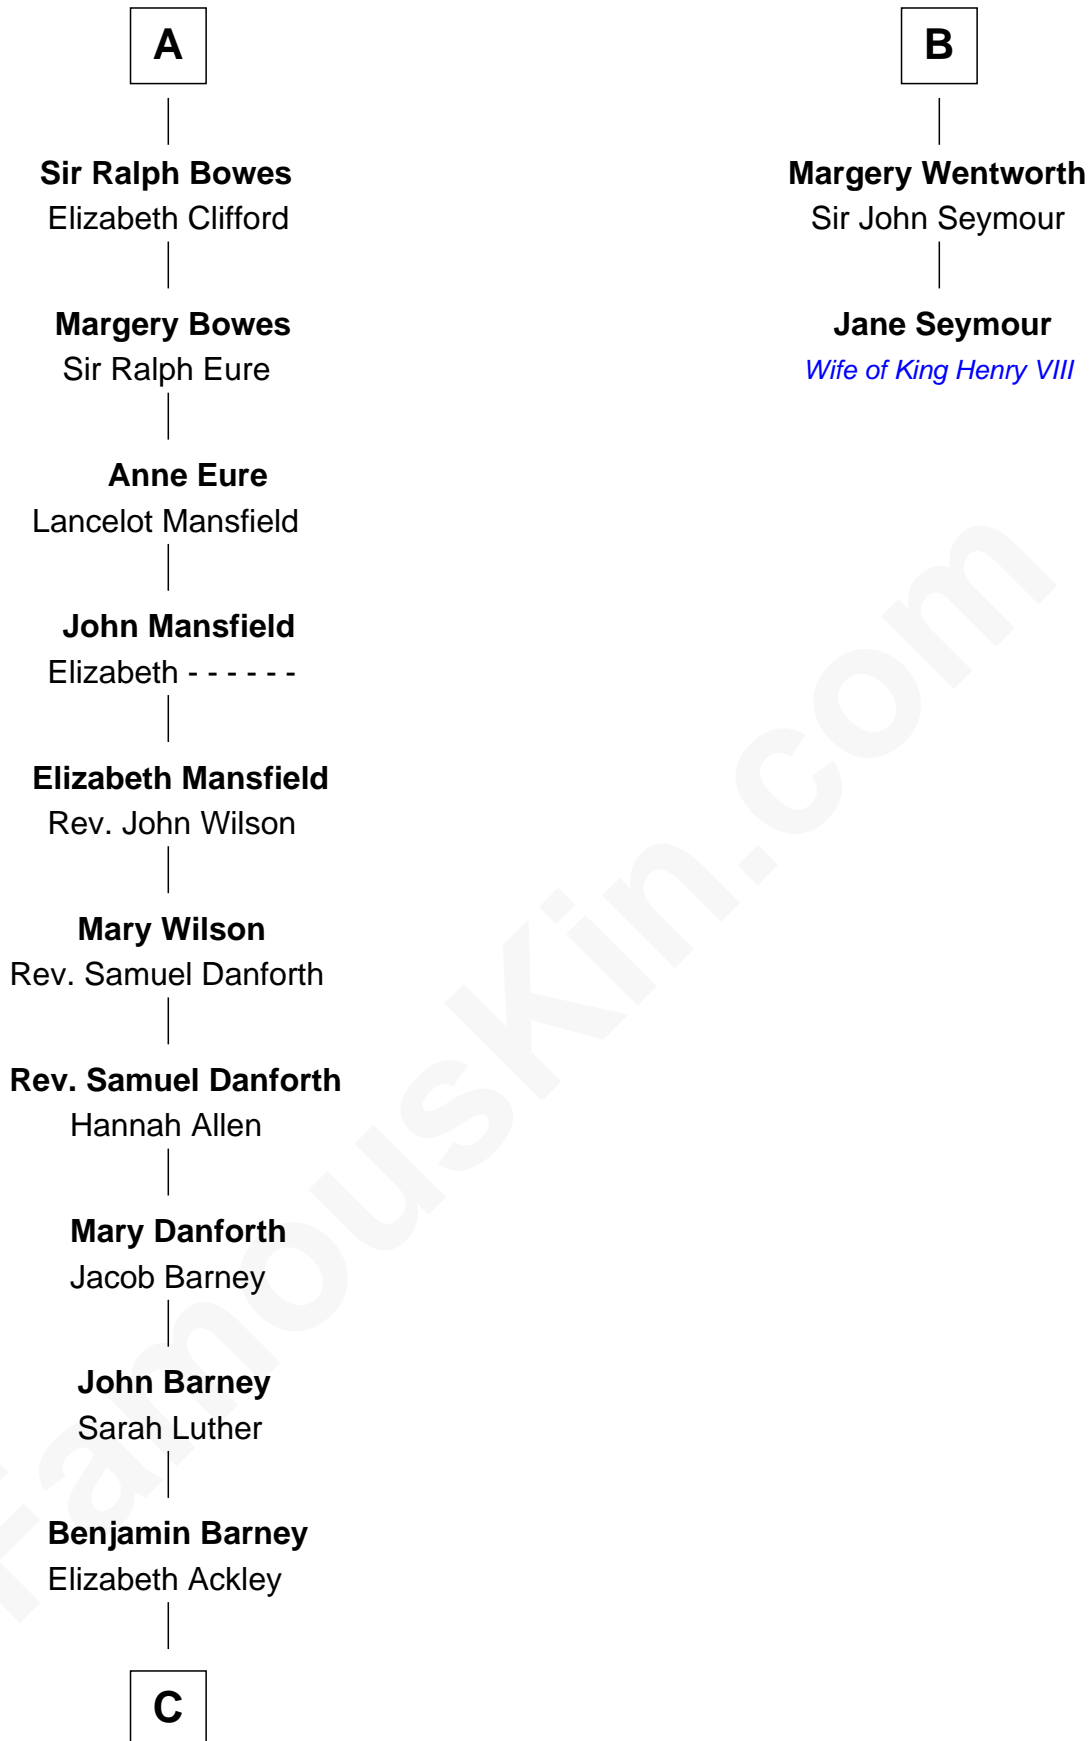 A
Sir Ralph Bowes
Elizabeth Clifford
Margery Bowes
Sir Ralph Eure
Anne Eure
Lancelot Mansfield
John Mansfield
Elizabeth - - - - - -
Elizabeth Mansfield
Rev. John Wilson
Mary Wilson
Rev. Samuel Danforth
Rev. Samuel Danforth
Hannah Allen
Mary Danforth
Jacob Barney
John Barney
Sarah Luther
Benjamin Barney
Elizabeth Ackley
C
B
Margery Wentworth
Sir John Seymour
Jane Seymour
Wife of King Henry VIII
FamousKin.com